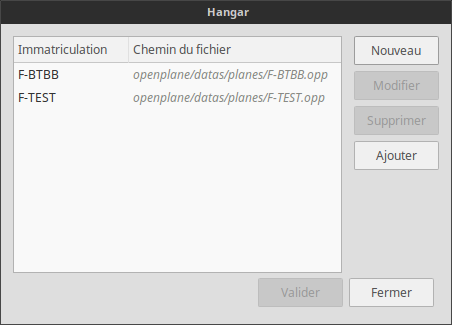 Hangar
Immatriculation Chemin du fichier
F-BTBB openplane/datas/planes/F-BTBB.opp
F-TEST openplane/datas/planes/F-TEST.opp
Nouveau
Modifier
Supprimer
Ajouter
Valider Fermer